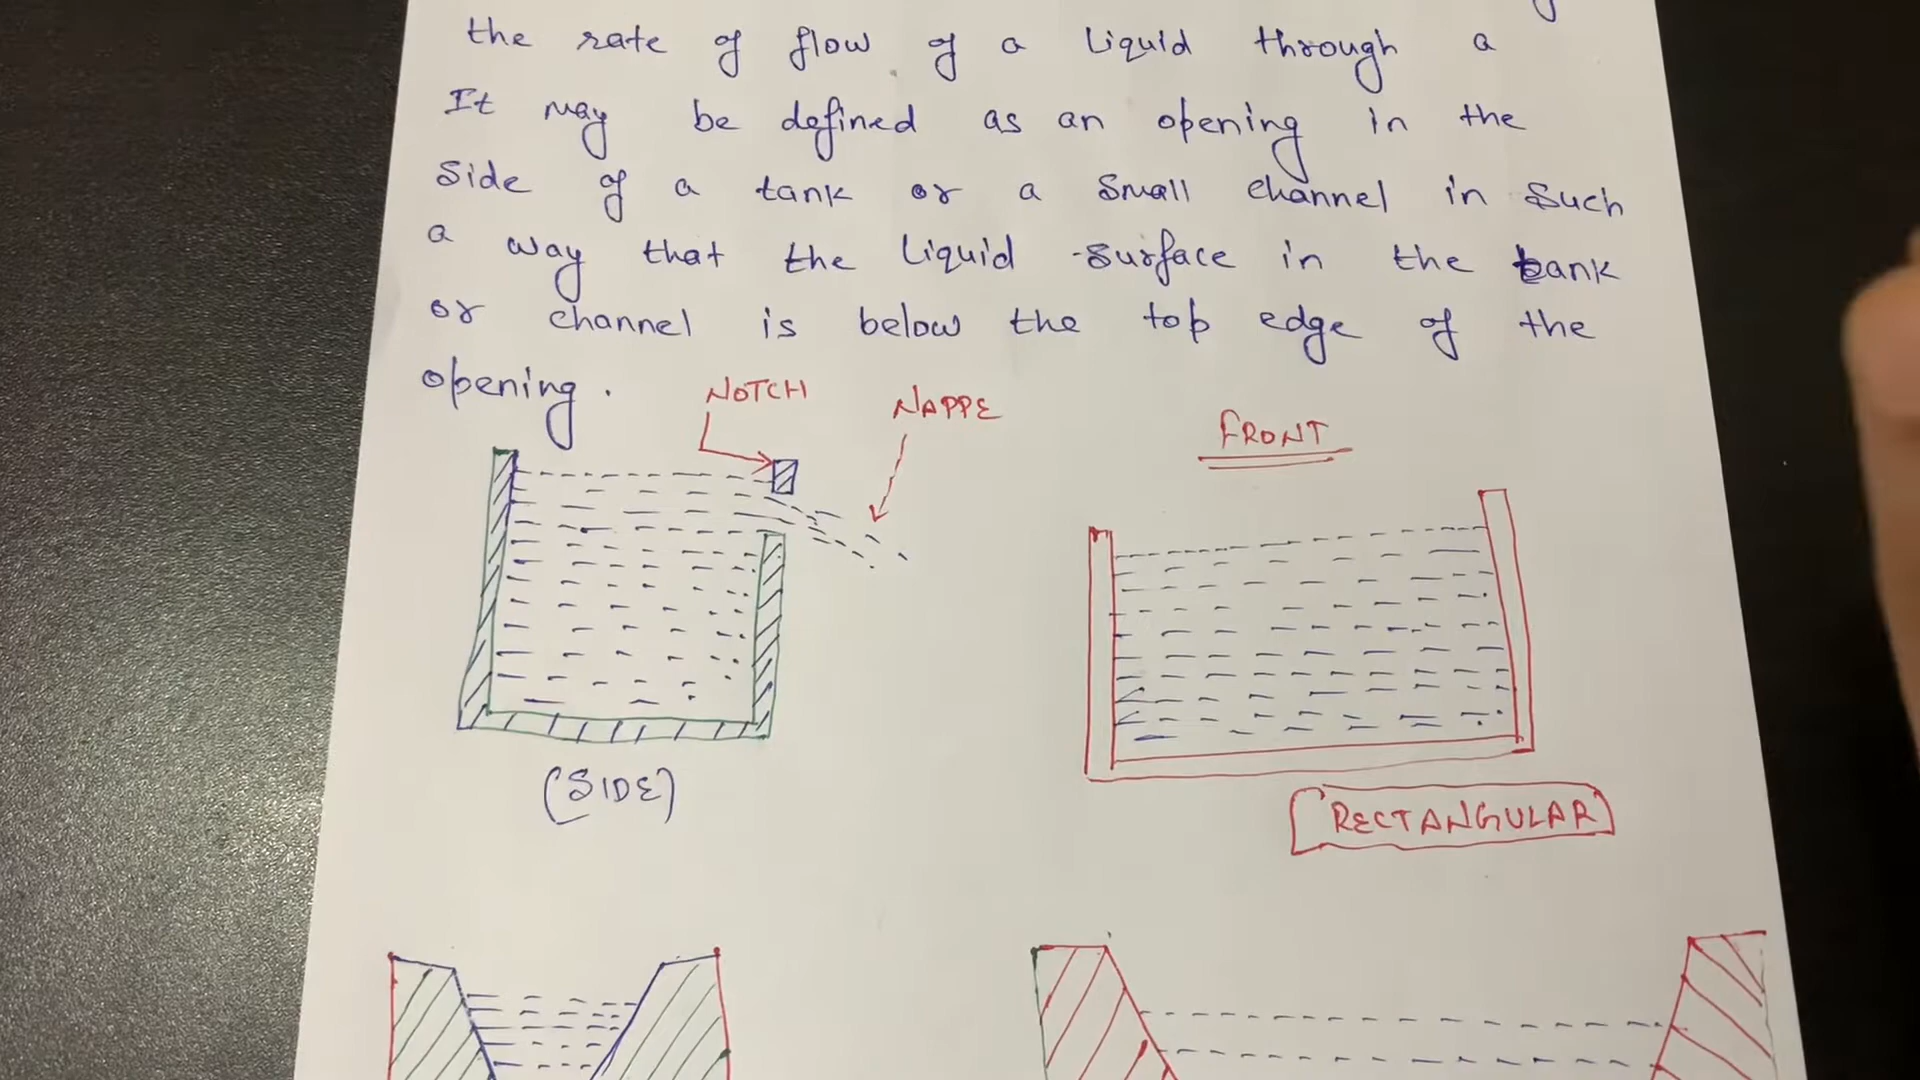 the rate of flow of a liquid through a
It may be defined as an opening in the
side of a tank or a small channel in such
a way that the liquid surface in the tank
or channel is below the top edge of the
opening.
NOTCH
NAPPE
FRONT
(SIDE)
RECTANGULAR